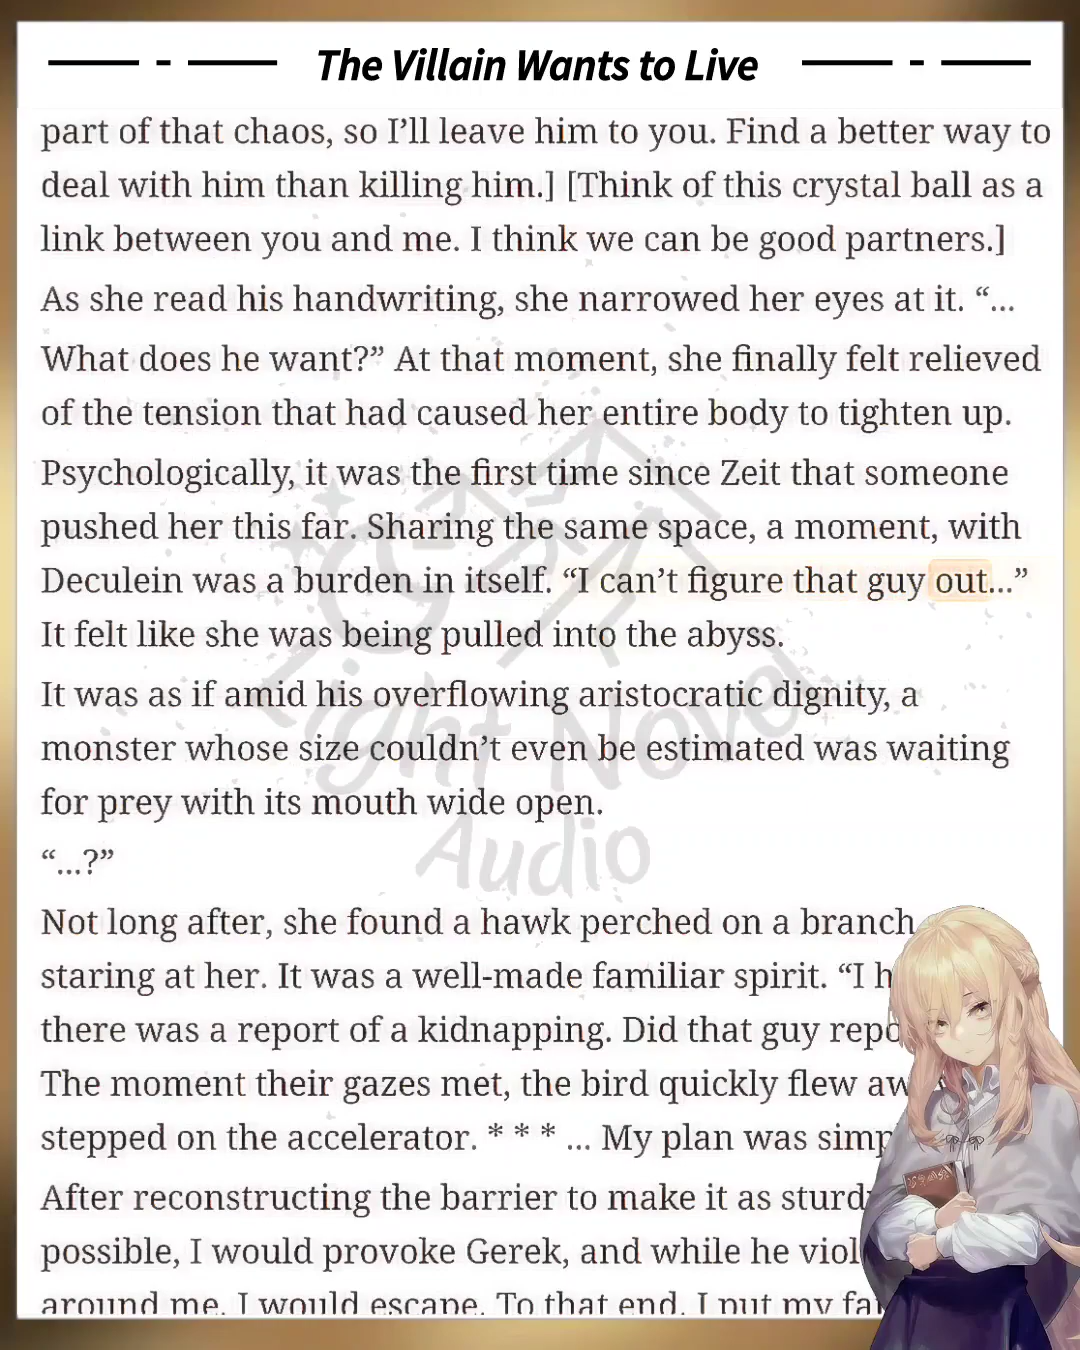 The Villain Wants to Live
part of that chaos, so I’ll leave him to you. Find a better way to
deal with him than killing him.] [Think of this crystal ball as a
link between you and me. I think we can be good partners.]
As she read his handwriting, she narrowed her eyes at it. “...
What does he want?” At that moment, she finally felt relieved
of the tension that had caused her entire body to tighten up.
Psychologically, it was the first time since Zeit that someone
pushed her this far. Sharing the same space, a moment, with
Deculein was a burden in itself. “I can’t figure that guy out...”
It felt like she was being pulled into the abyss.
It was as if amid his overflowing aristocratic dignity, a
monster whose size couldn’t even be estimated was waiting
for prey with its mouth wide open.
“...?”
Not long after, she found a hawk perched on a branch
staring at her. It was a well-made familiar spirit. “I
there was a report of a kidnapping. Did that guy
The moment their gazes met, the bird quickly flew
stepped on the accelerator. * * * ... My plan was
After reconstructing the barrier to make it as
possible, I would provoke Gerek, and while he
around me, I would escape. To that end, I put my
Light Novel
Audio